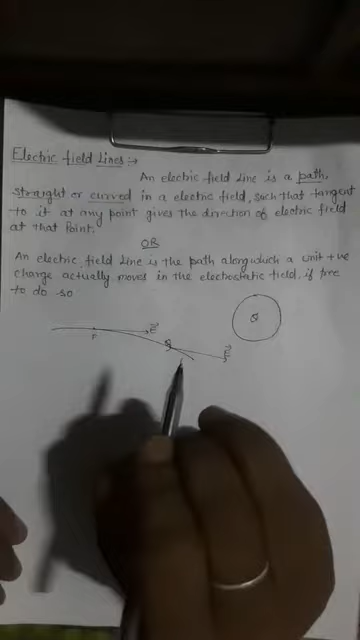 Electric field Lines :→
An electric field Line is a path,
straight or curved in a electric field, such that tangent
to it at any point gives the direction of electric field
at that Point.
OR
An electric field Line is the path along which a unit +ve
charge actually moves in the electrostatic field, if free
to do so
E
E